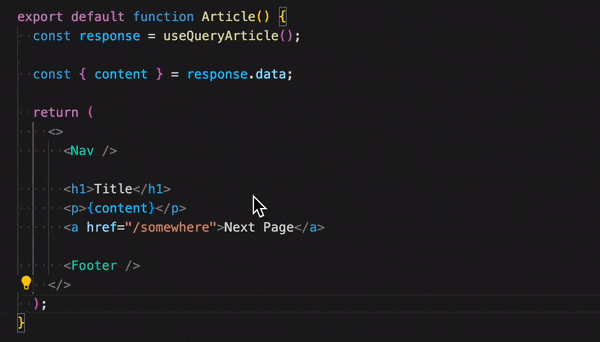 export default function Article() {
const response = useQueryArticle();
const { content } = response.data;
return (
<>
<Nav />
<h1>Title</h1>
<p>{content}</p>
<a href="/somewhere">Next Page</a>
<Footer />
</>
);
}